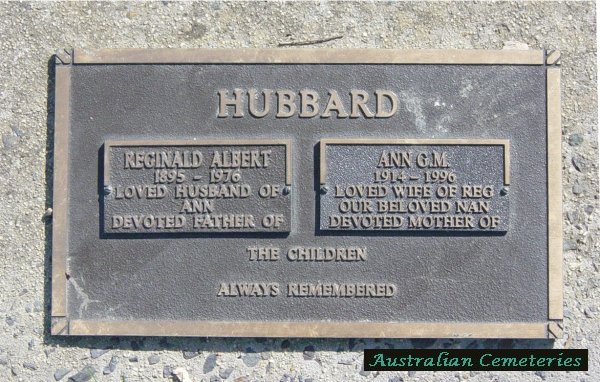 HUBBARD
REGINALD ALBERT
1895 - 1976
LOVED HUSBAND OF
ANN
DEVOTED FATHER OF
ANN G.M.
1914 - 1996
LOVED WIFE OF REG
OUR BELOVED NAN
DEVOTED MOTHER OF
THE CHILDREN
ALWAYS REMEMBERED
Australian Cemeteries